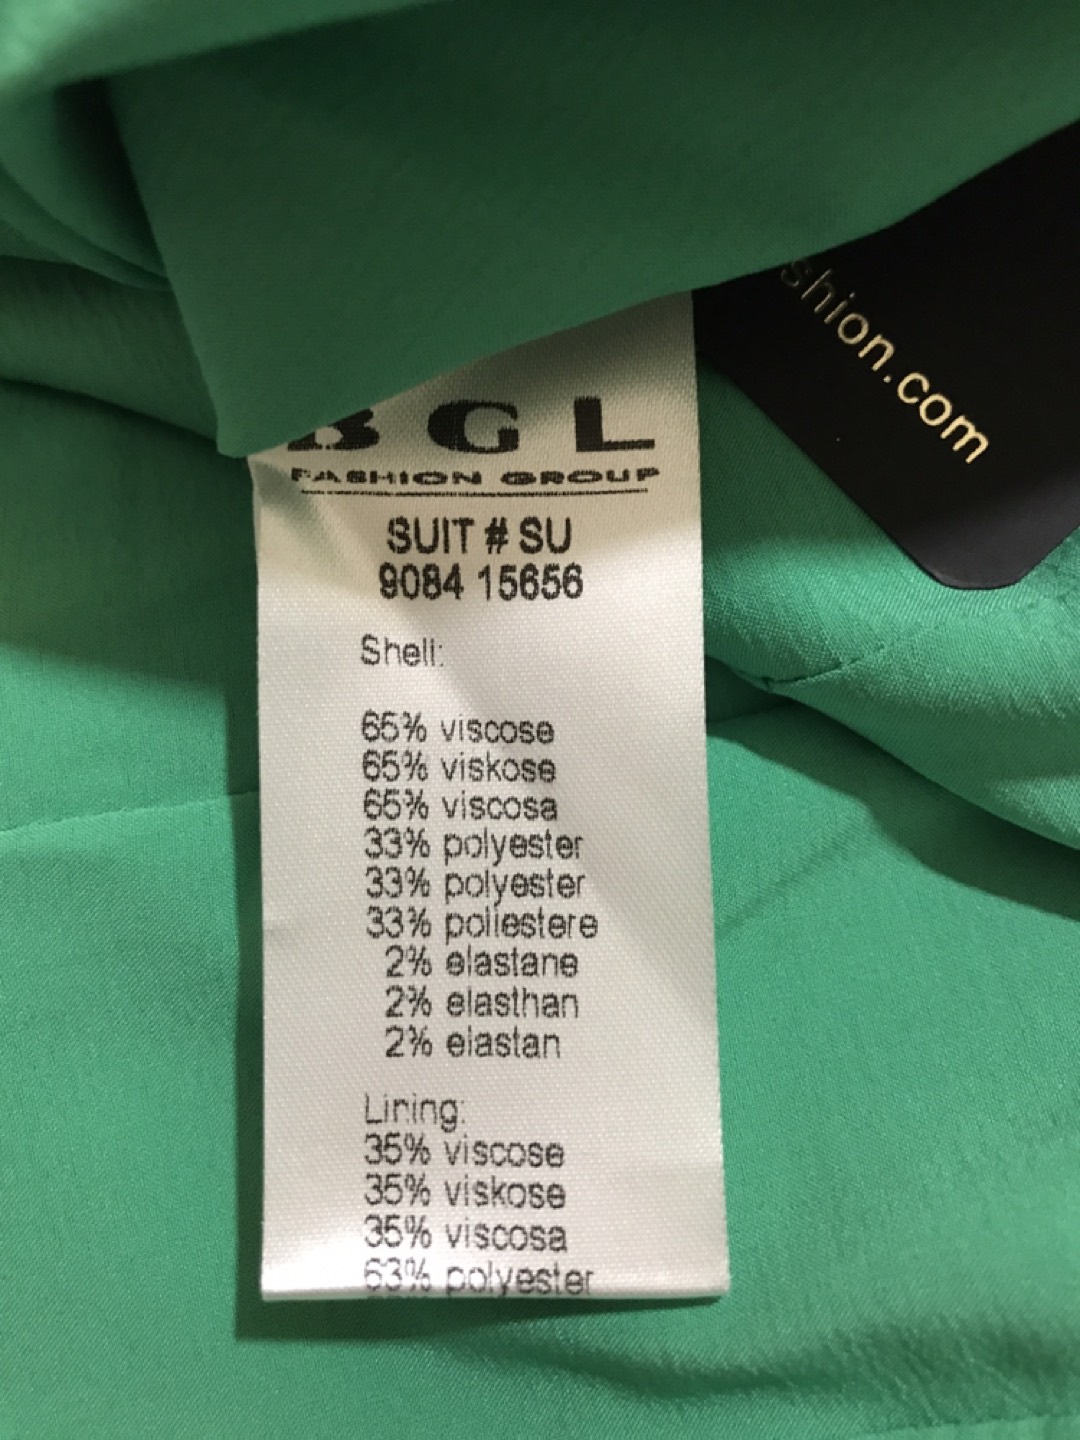 BGL
FASHION GROUP
SUIT # SU
9084 15656
Shell:
65% viscose
65% viskose
65% viscosa
33% polyester
33% polyester
33% poliestere
2% elastane
2% elasthan
2% elastan
Lining:
35% viscose
35% viskose
35% viscosa
63% polyester
shion.com